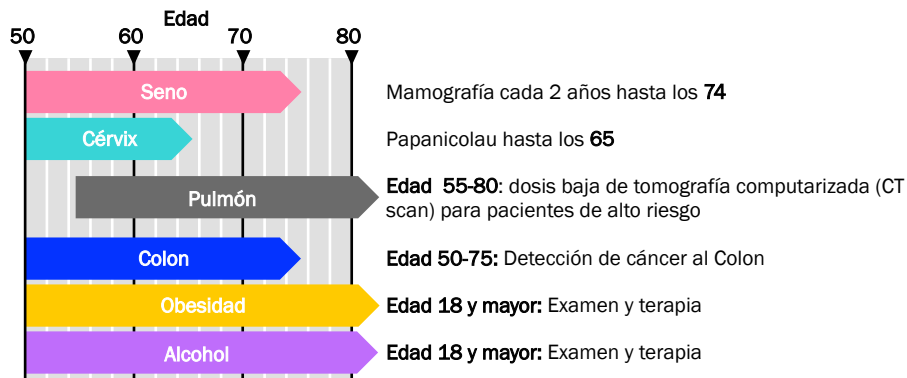 Edad
50 60 70 80
Seno
Mamografía cada 2 años hasta los 74
Cérvix
Papanicolau hasta los 65
Pulmón
Edad 55-80: dosis baja de tomografía computarizada (CT
scan) para pacientes de alto riesgo
Colon
Edad 50-75: Detección de cáncer al Colon
Obesidad
Edad 18 y mayor: Examen y terapia
Alcohol
Edad 18 y mayor: Examen y terapia